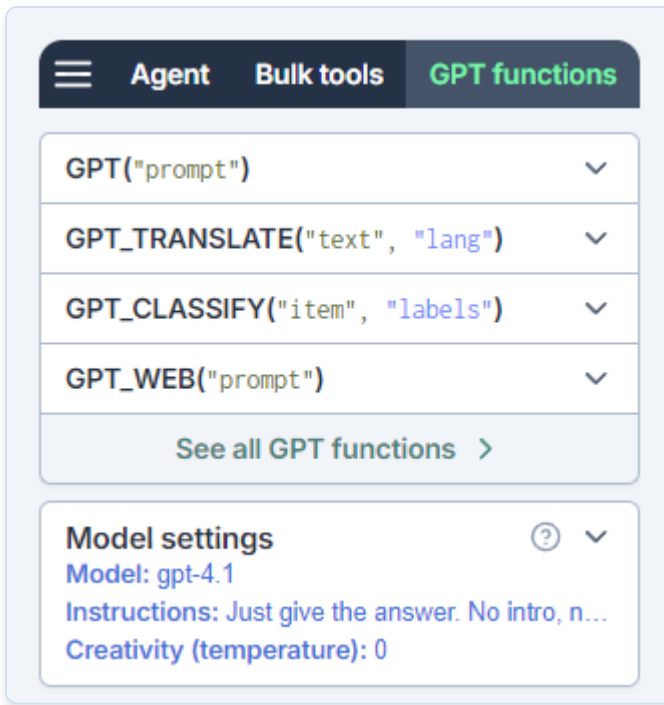 Agent Bulk tools GPT functions
GPT("prompt")
GPT_TRANSLATE("text", "lang")
GPT_CLASSIFY("item", "labels")
GPT_WEB("prompt")
See all GPT functions
Model settings
Model: gpt-4.1
Instructions: Just give the answer. No intro, n...
Creativity (temperature): 0